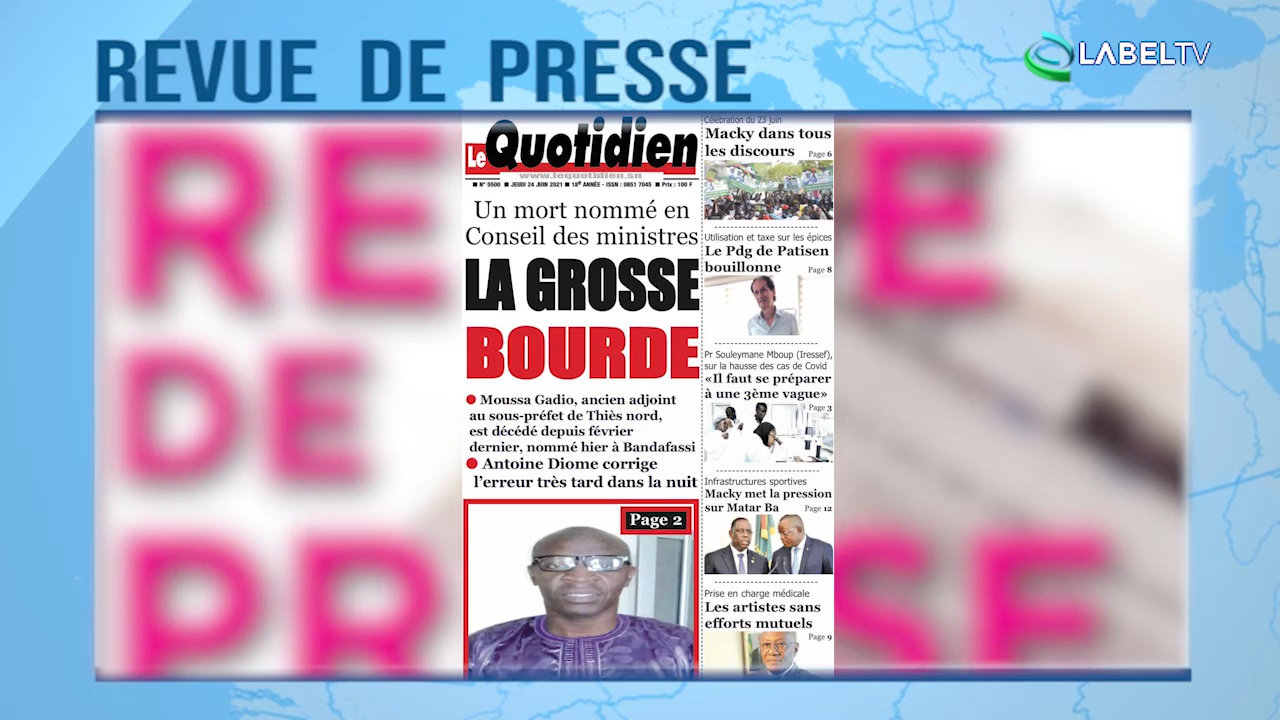 REVUE DE PRESSE
LABEL TV
Le Quotidien
www.lequotidien.sn
■ N° 5500 ■ JEUDI 24 JUIN 2021 ■ 18e ANNÉE - ISSN : 0851 7045 ■ Prix : 100 F
Un mort nommé en
Conseil des ministres
LA GROSSE
BOURDE
● Moussa Gadio, ancien adjoint
au sous-préfet de Thiès nord,
est décédé depuis février
dernier, nommé hier à Bandafassi
● Antoine Diome corrige
l'erreur très tard dans la nuit
Page 2
Célébration du 23 juin
Macky dans tous
les discours Page 6
Utilisation et taxe sur les épices
Le Pdg de Patisen
bouillonne Page 8
Pr Souleymane Mboup (Iressef),
sur la hausse des cas de Covid
«Il faut se préparer
à une 3ème vague»
Page 3
Infrastructures sportives
Macky met la pression
sur Matar Ba Page 12
Prise en charge médicale
Les artistes sans
efforts mutuels
Page 9
RE E
DE
PR SE